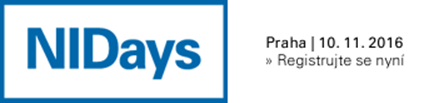 NIDays
Praha | 10. 11. 2016
» Registrujte se nyní